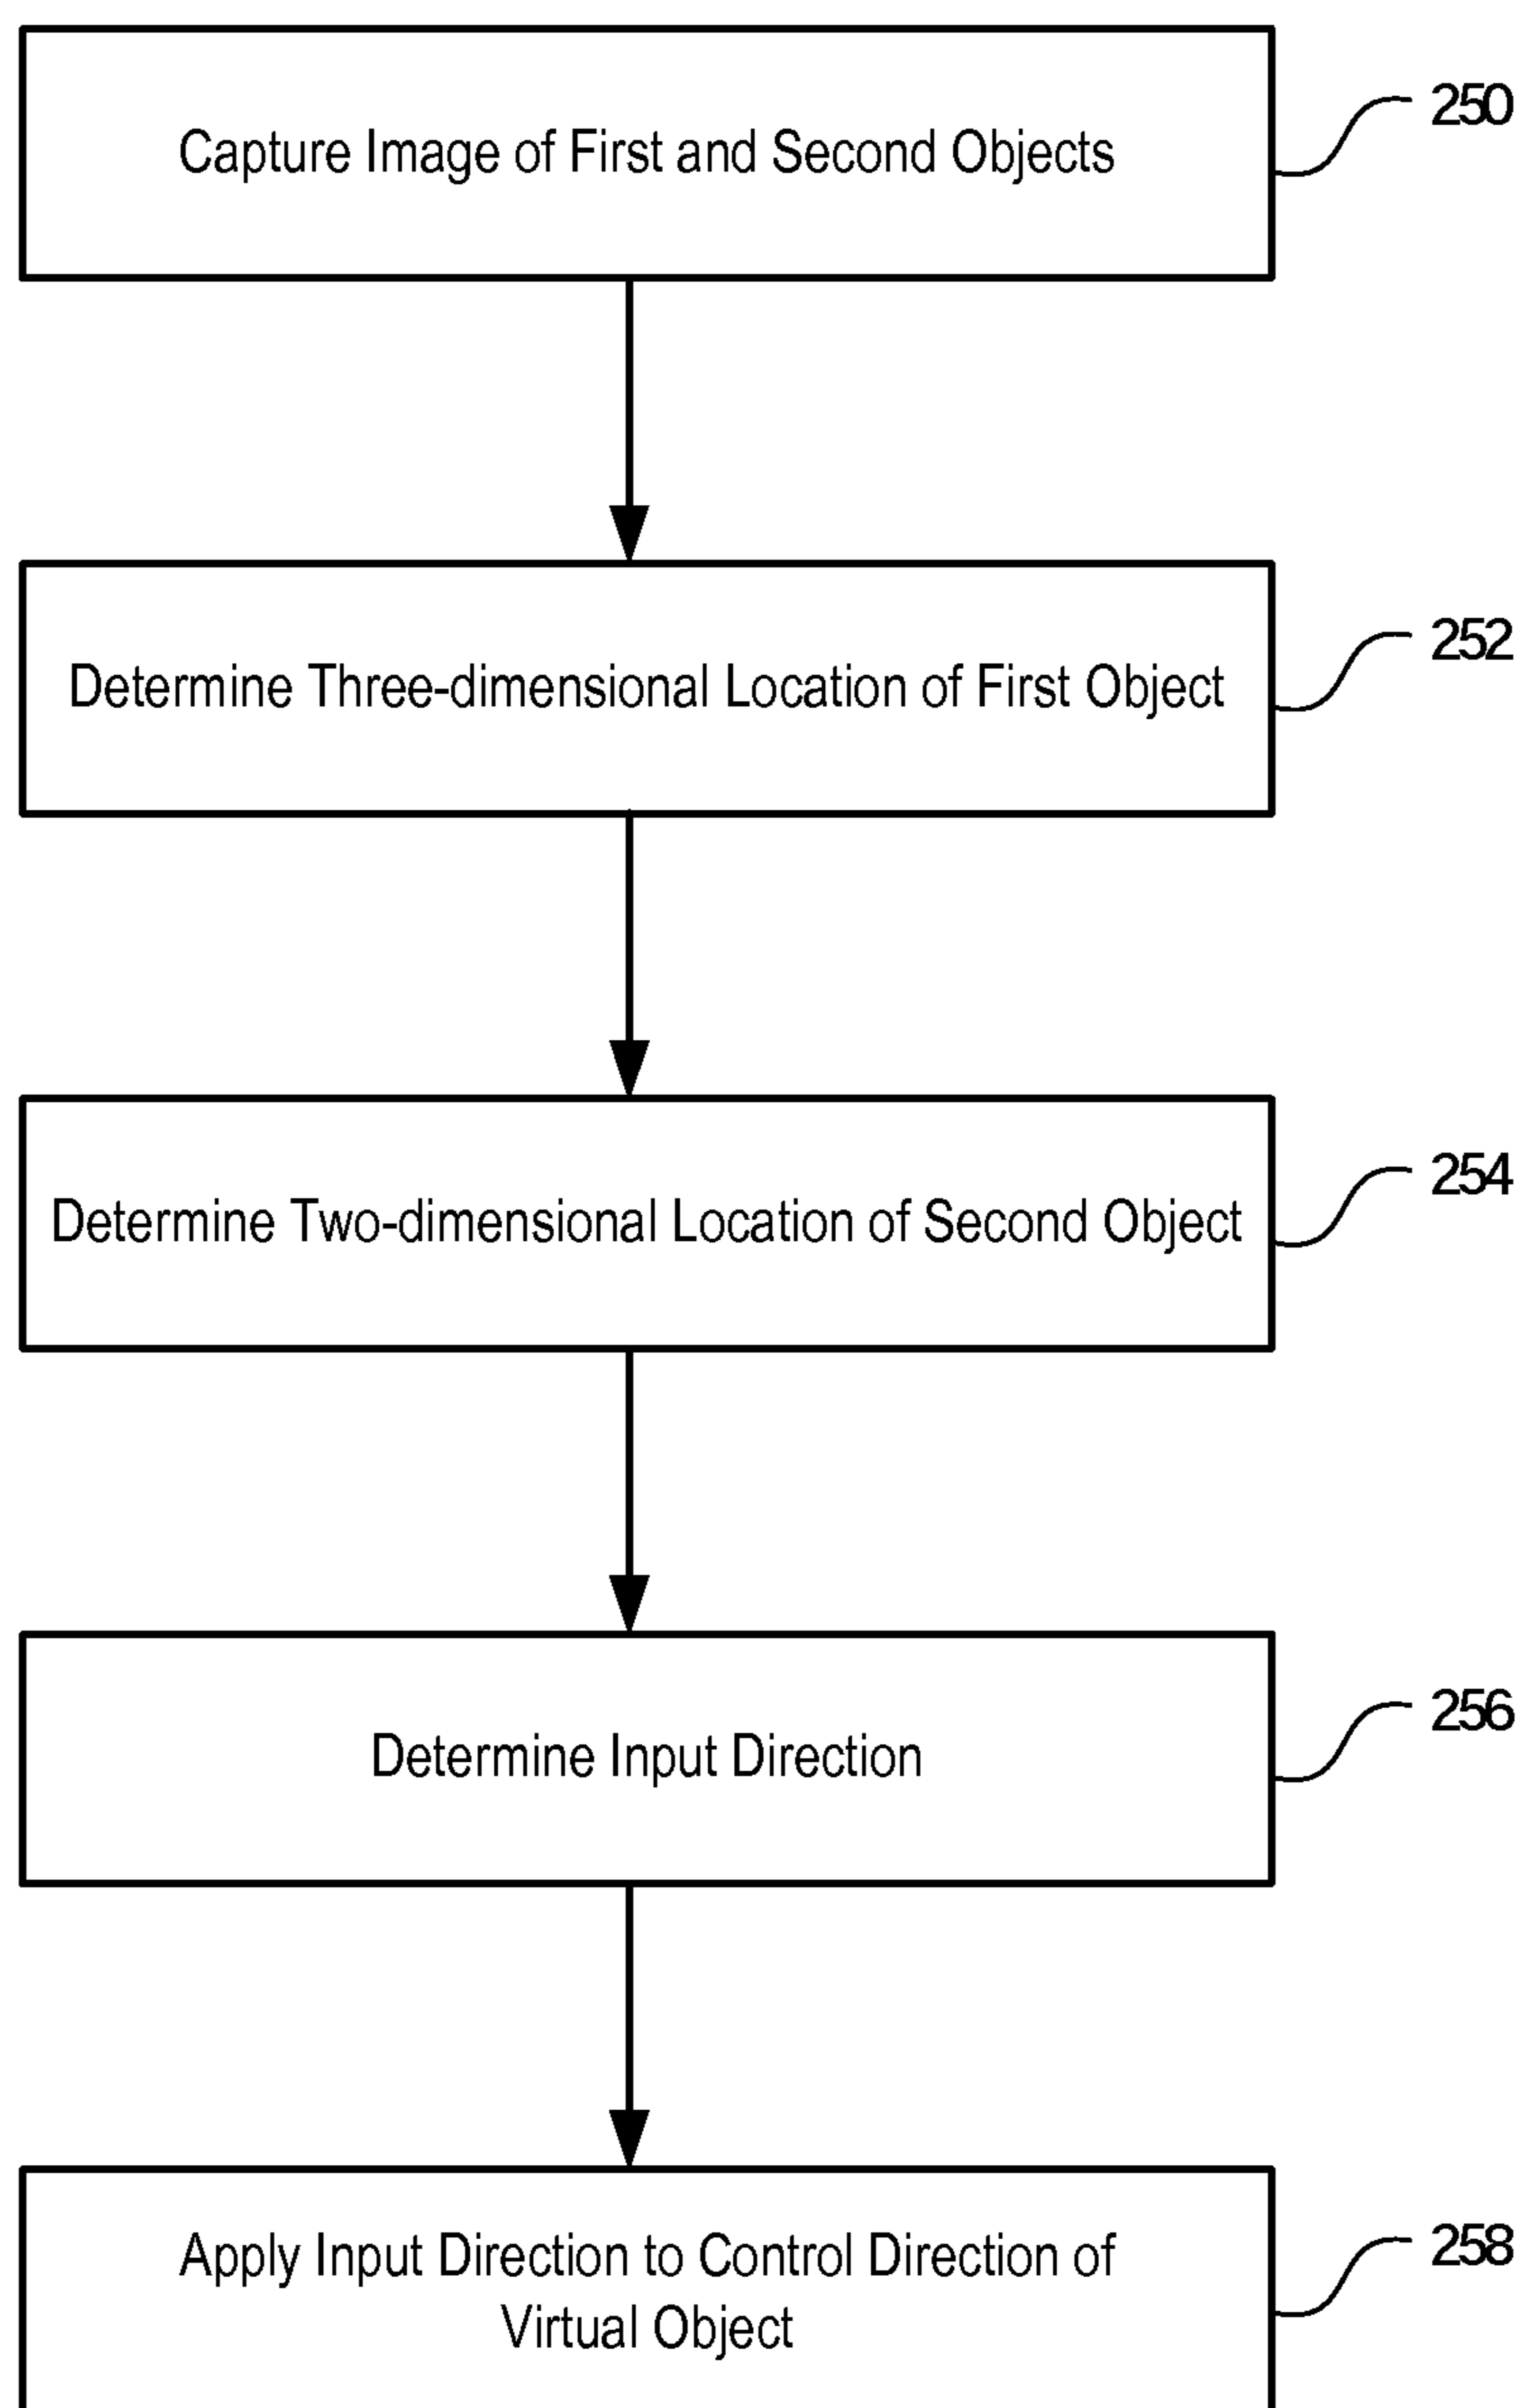 Capture Image of First and Second Objects
250
Determine Three-dimensional Location of First Object
252
Determine Two-dimensional Location of Second Object
254
Determine Input Direction
256
Apply Input Direction to Control Direction of
Virtual Object
258